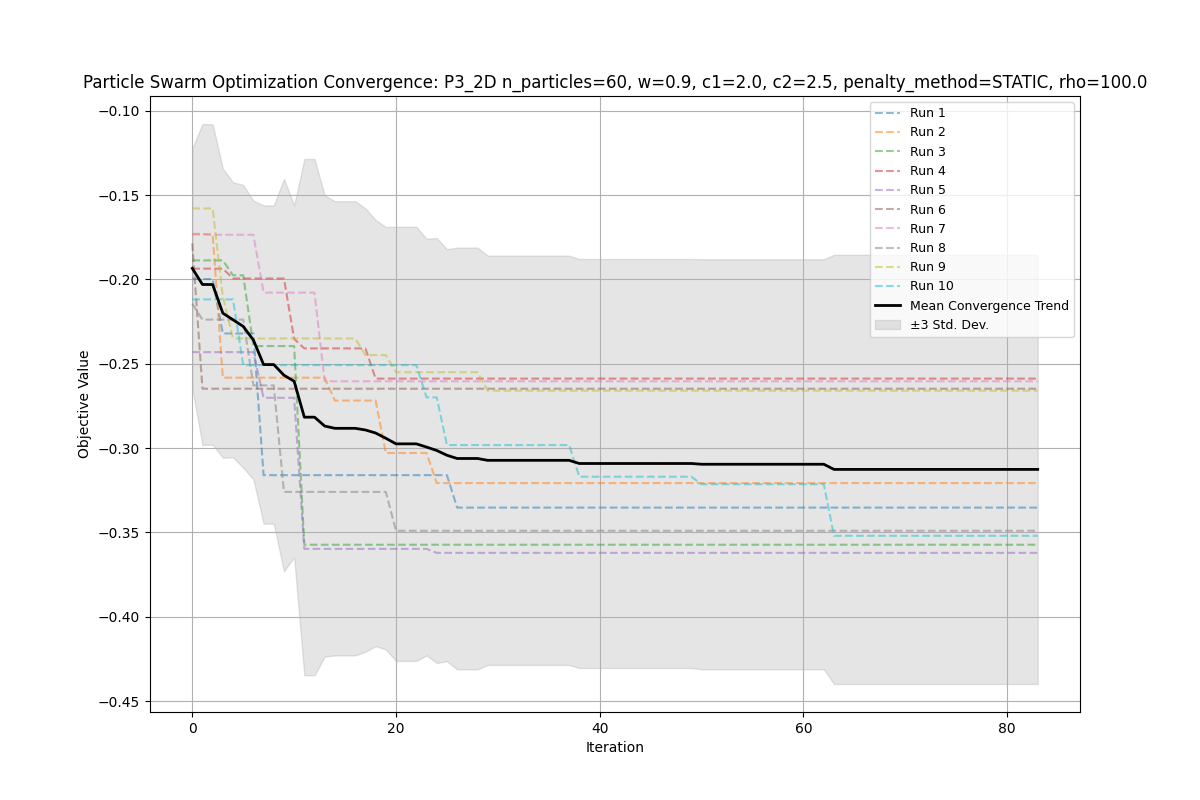 Particle Swarm Optimization Convergence: P3_2D n_particles=60, w=0.9, c1=2.0, c2=2.5, penalty_method=STATIC, rho=100.0
Objective Value
−0.10
−0.15
−0.20
−0.25
−0.30
−0.35
−0.40
−0.45
Run 1
Run 2
Run 3
Run 4
Run 5
Run 6
Run 7
Run 8
Run 9
Run 10
Mean Convergence Trend
±3 Std. Dev.
0 20 40 60 80
Iteration